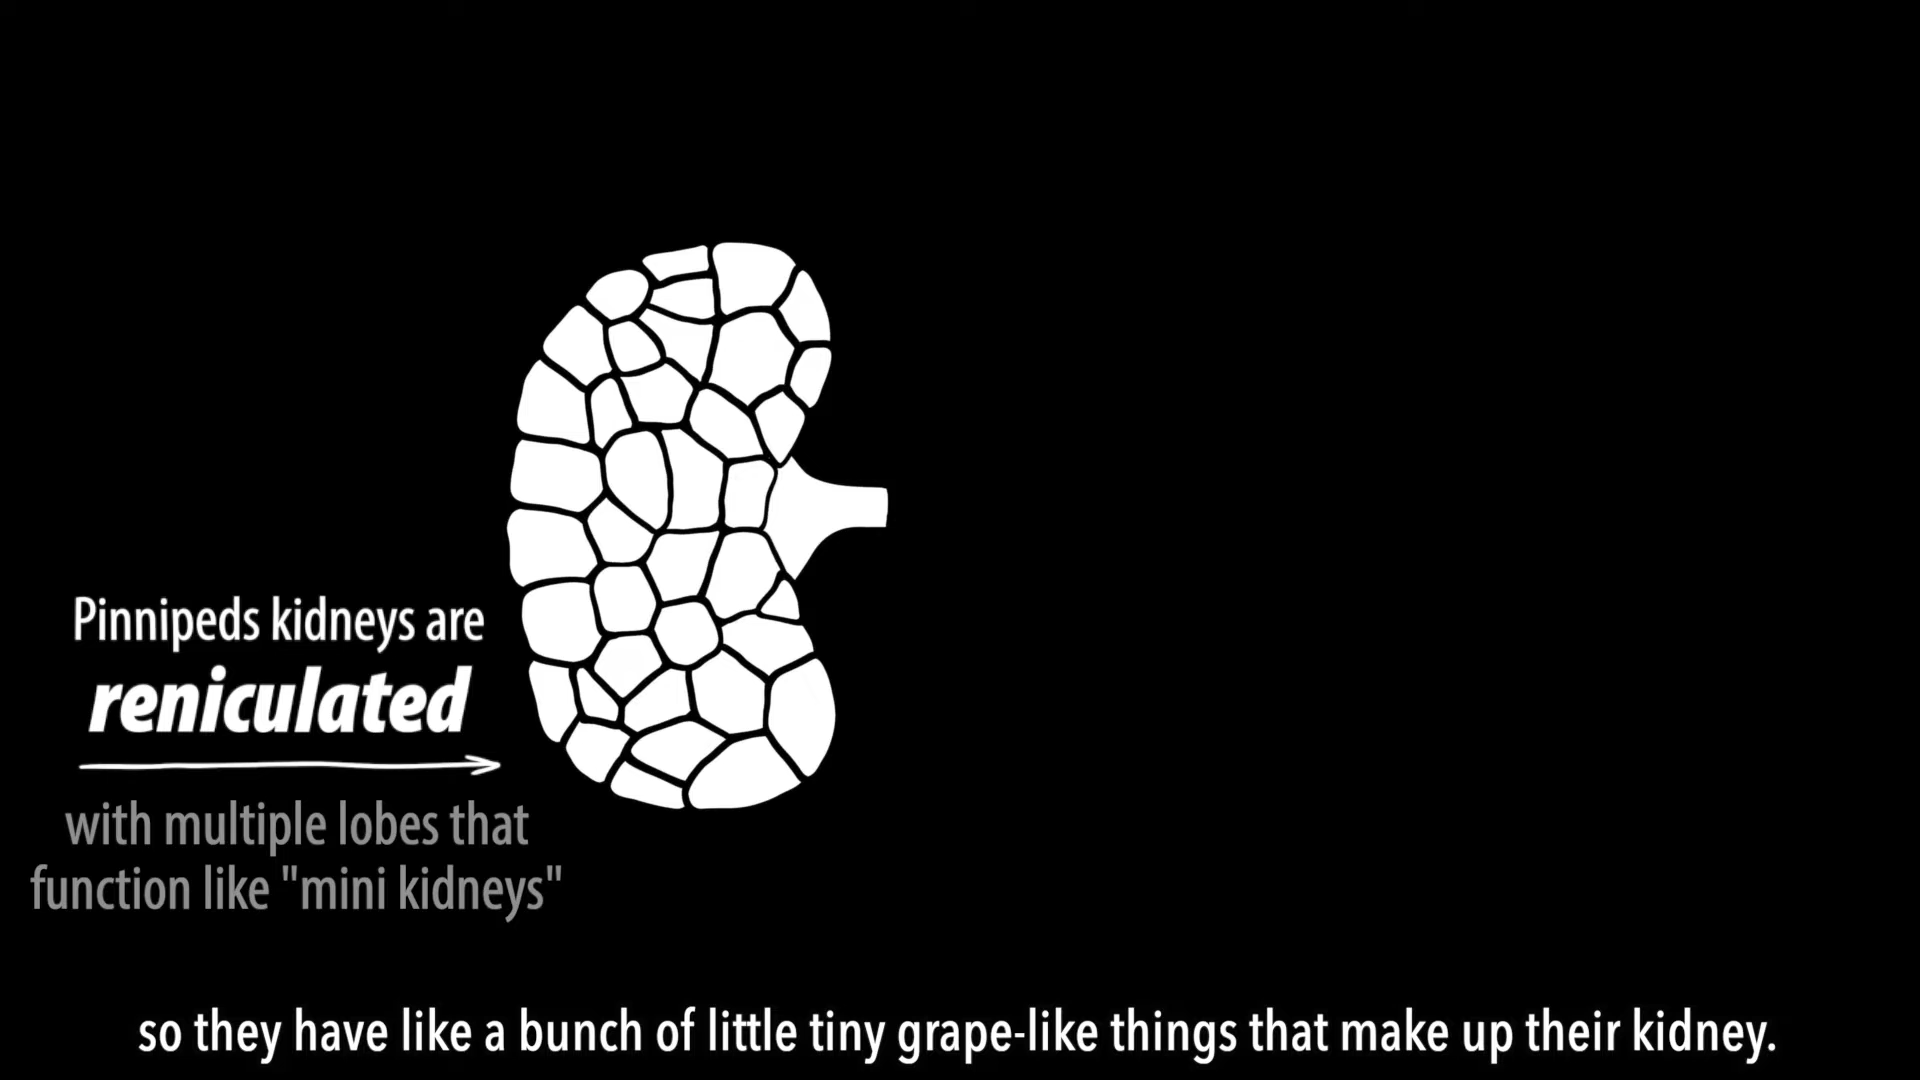 Pinnipeds kidneys are
reniculated
with multiple lobes that
function like "mini kidneys"
so they have like a bunch of little tiny grape-like things that make up their kidney.